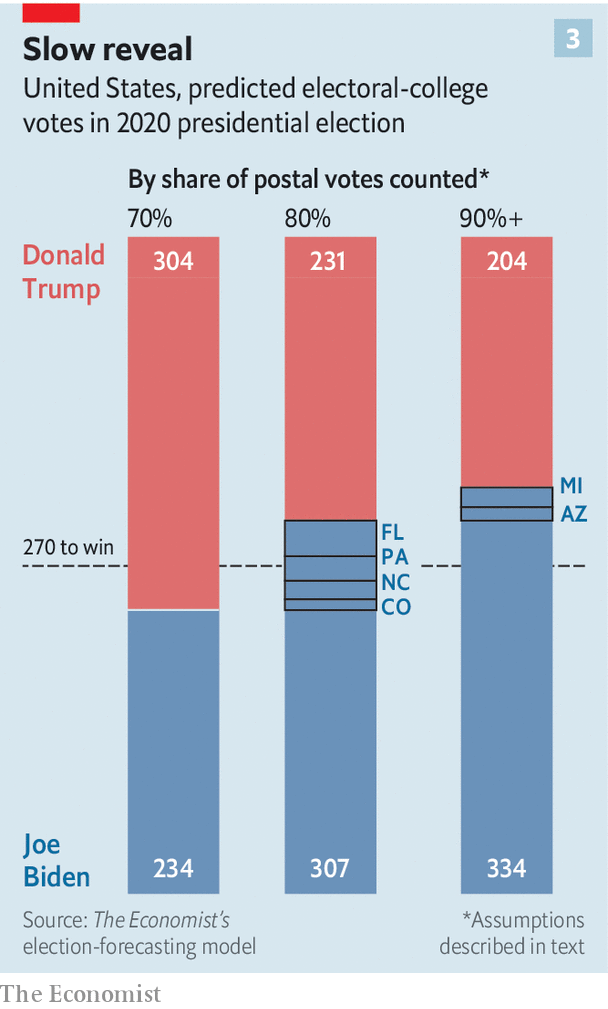 Slow reveal
3
United States, predicted electoral-college
votes in 2020 presidential election
By share of postal votes counted*
70%
80%
90%+
Donald
Trump
304
231
204
MI
AZ
FL
PA
NC
CO
270 to win
Joe
Biden
234
307
334
Source: The Economist's
election-forecasting model
*Assumptions
described in text
The Economist